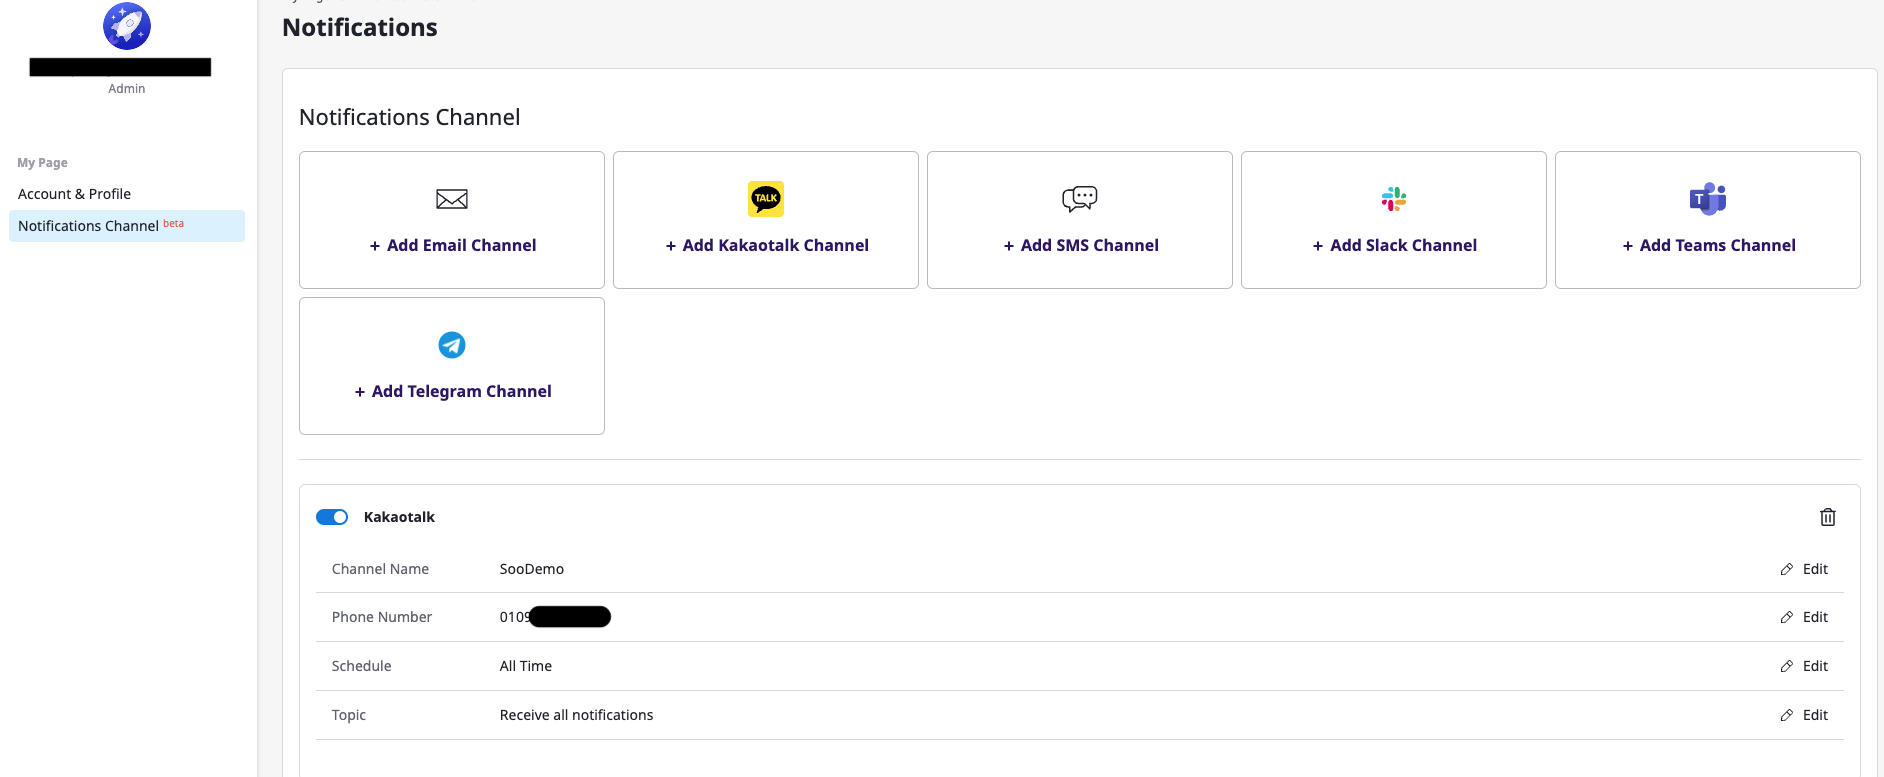 Notifications
Admin
My Page
Account & Profile
Notifications Channel beta
Notifications Channel
TALK
T
+ Add Email Channel
+ Add Kakaotalk Channel
+ Add SMS Channel
+ Add Slack Channel
+ Add Teams Channel
+ Add Telegram Channel
Kakaotalk
Channel Name SooDemo Edit
Phone Number 0109 Edit
Schedule All Time Edit
Topic Receive all notifications Edit